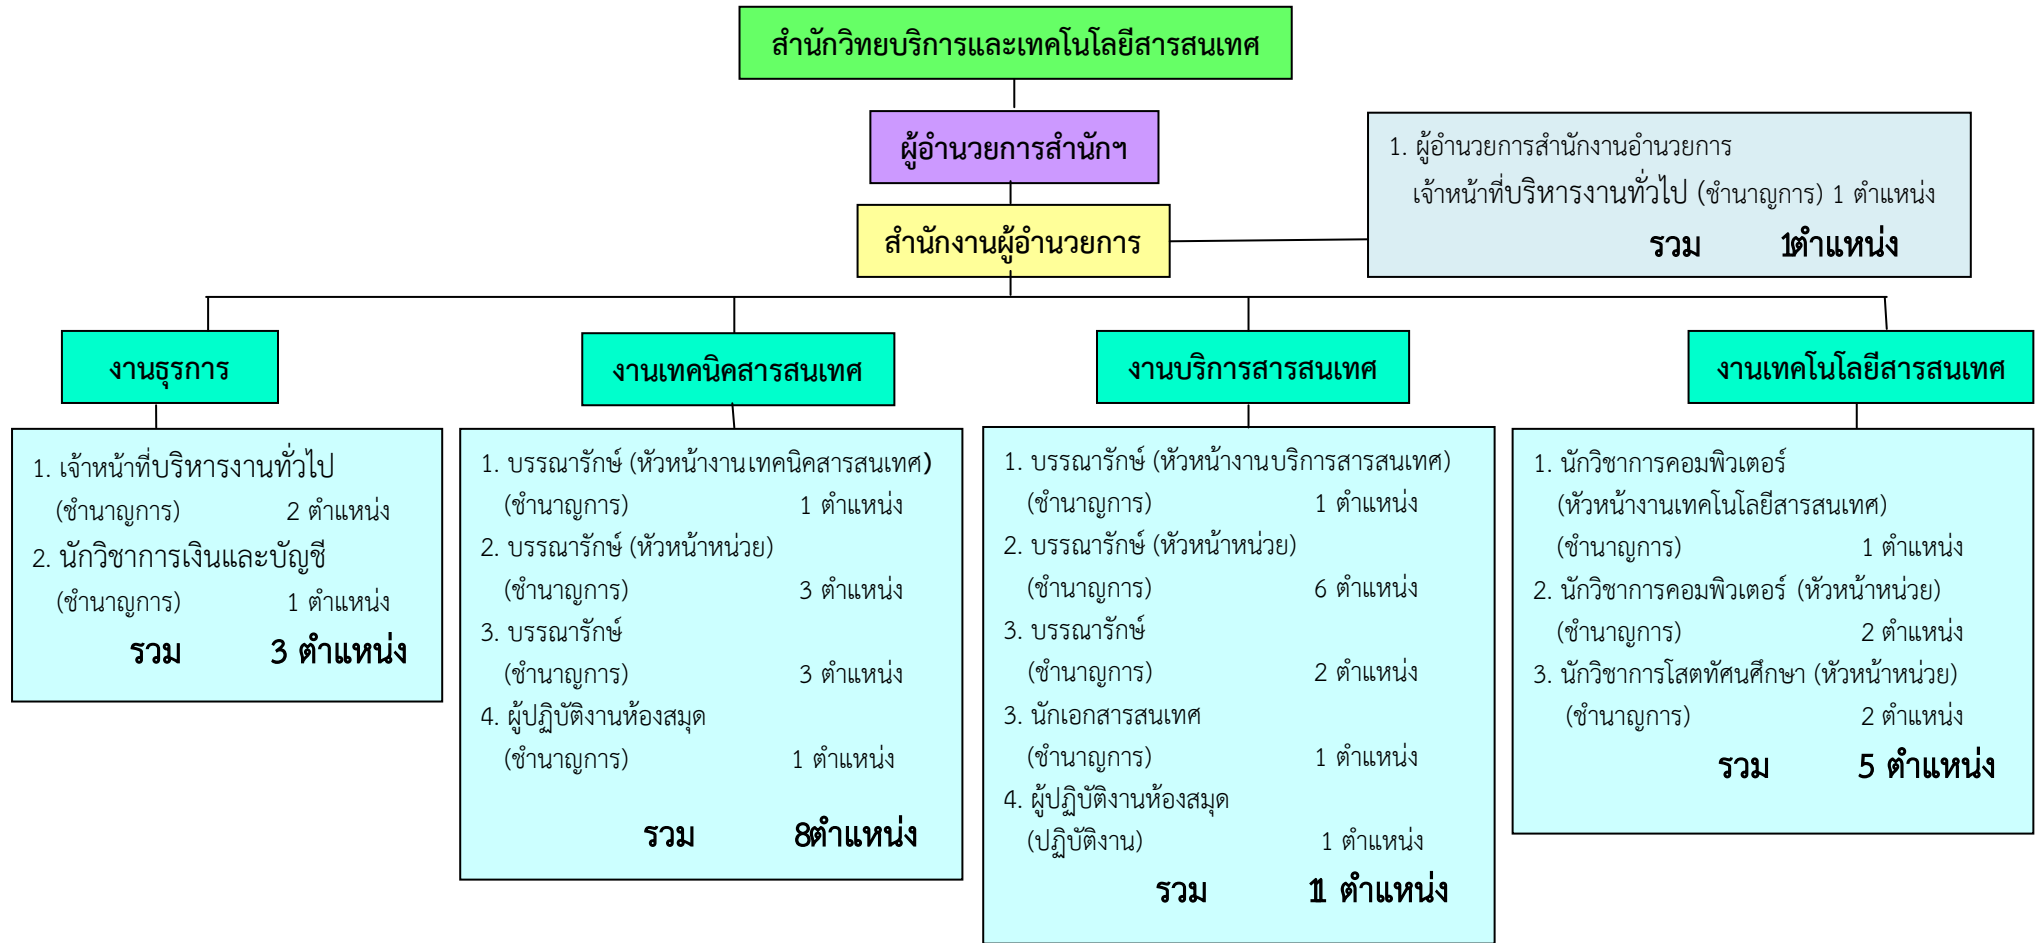 สำนักวิทยบริการและเทคโนโลยีสารสนเทศ
ผู้อำนวยการสำนักฯ
สำนักงานผู้อำนวยการ
1. ผู้อำนวยการสำนักงานอำนวยการ
เจ้าหน้าที่บริหารงานทั่วไป (ชำนาญการ) 1 ตำแหน่ง
รวม 1ตำแหน่ง
งานธุรการ
1. เจ้าหน้าที่บริหารงานทั่วไป
(ชำนาญการ) 2 ตำแหน่ง
2. นักวิชาการเงินและบัญชี
(ชำนาญการ) 1 ตำแหน่ง
รวม 3 ตำแหน่ง
งานเทคนิคสารสนเทศ
1. บรรณารักษ์ (หัวหน้างานเทคนิคสารสนเทศ)
(ชำนาญการ) 1 ตำแหน่ง
2. บรรณารักษ์ (หัวหน้าหน่วย)
(ชำนาญการ) 3 ตำแหน่ง
3. บรรณารักษ์
(ชำนาญการ) 3 ตำแหน่ง
4. ผู้ปฏิบัติงานห้องสมุด
(ชำนาญการ) 1 ตำแหน่ง
รวม 8ตำแหน่ง
งานบริการสารสนเทศ
1. บรรณารักษ์ (หัวหน้างานบริการสารสนเทศ)
(ชำนาญการ) 1 ตำแหน่ง
2. บรรณารักษ์ (หัวหน้าหน่วย)
(ชำนาญการ) 6 ตำแหน่ง
3. บรรณารักษ์
(ชำนาญการ) 2 ตำแหน่ง
3. นักเอกสารสนเทศ
(ชำนาญการ) 1 ตำแหน่ง
4. ผู้ปฏิบัติงานห้องสมุด
(ปฏิบัติงาน) 1 ตำแหน่ง
รวม 11 ตำแหน่ง
งานเทคโนโลยีสารสนเทศ
1. นักวิชาการคอมพิวเตอร์
(หัวหน้างานเทคโนโลยีสารสนเทศ)
(ชำนาญการ) 1 ตำแหน่ง
2. นักวิชาการคอมพิวเตอร์ (หัวหน้าหน่วย)
(ชำนาญการ) 2 ตำแหน่ง
3. นักวิชาการโสตทัศนศึกษา (หัวหน้าหน่วย)
(ชำนาญการ) 2 ตำแหน่ง
รวม 5 ตำแหน่ง